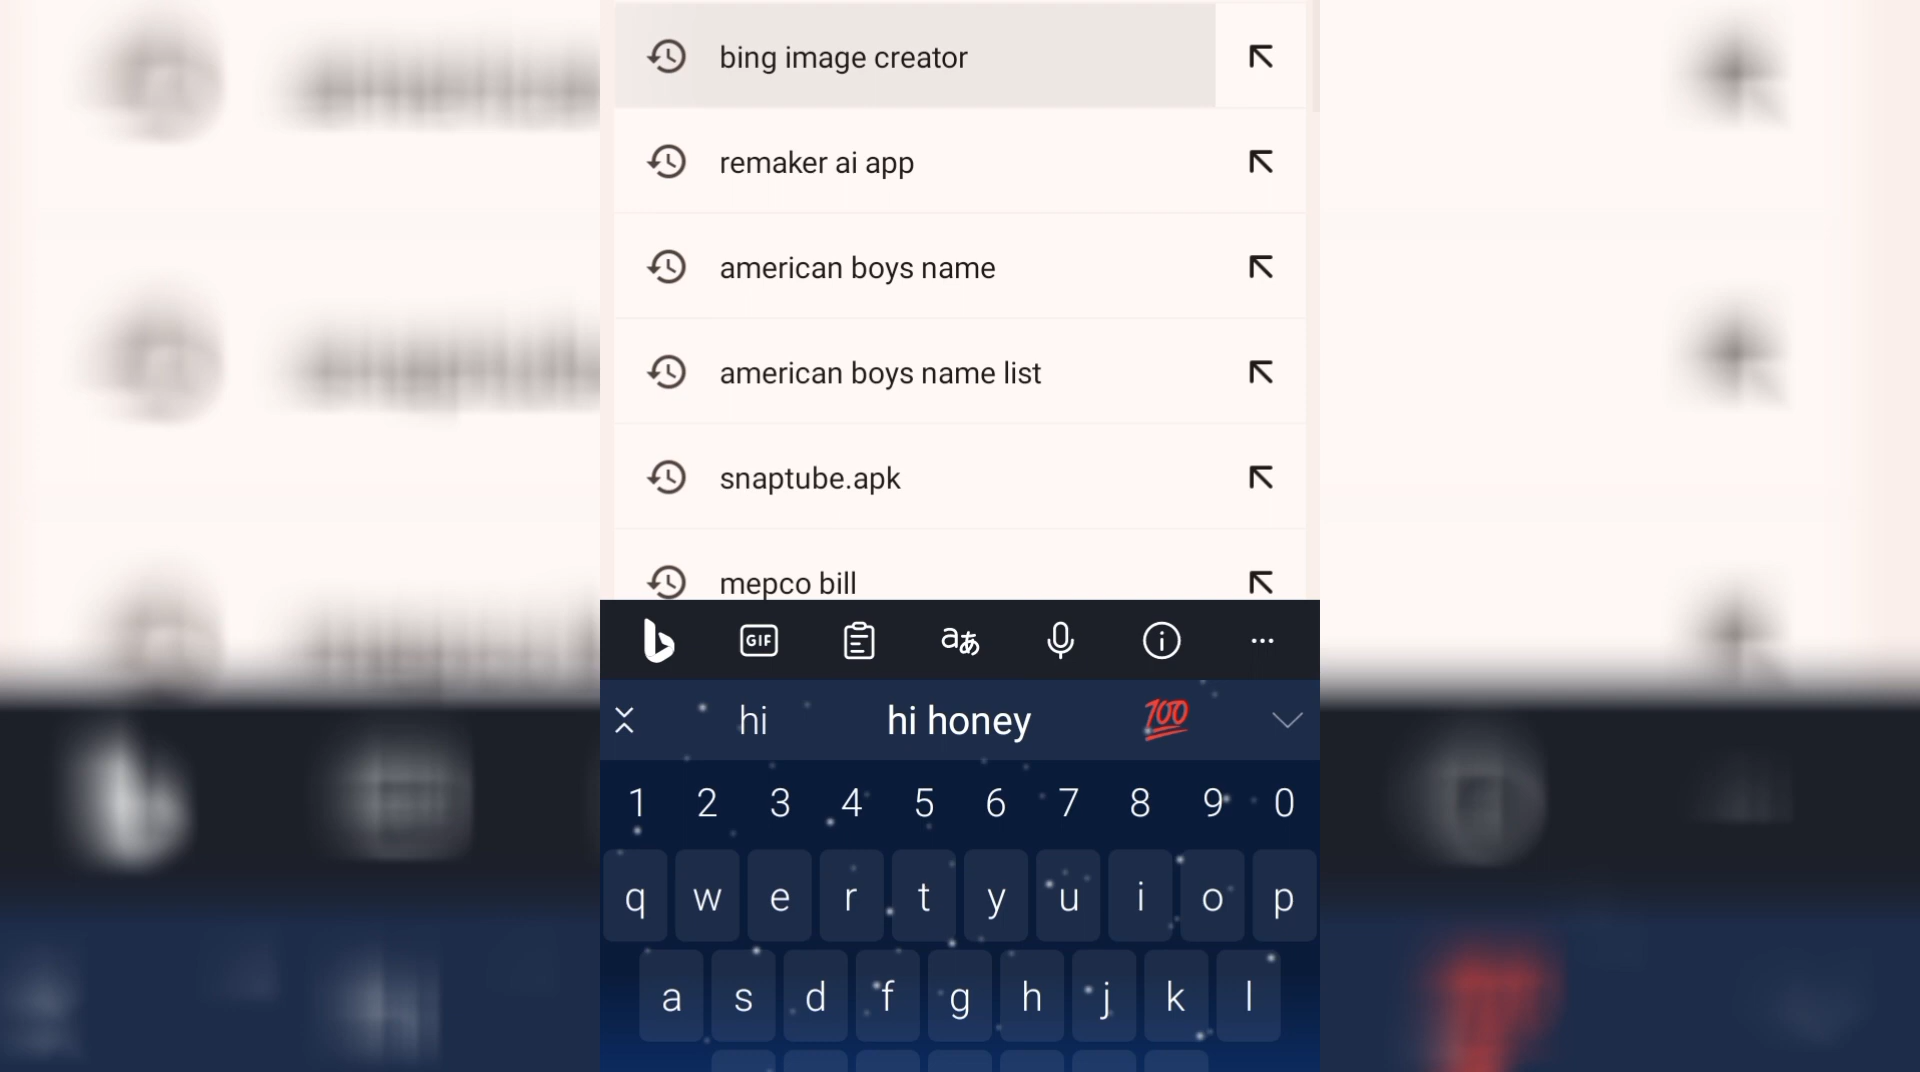 bing image creator
remaker ai app
american boys name
american boys name list
snaptube.apk
mepco bill
GIF
aあ
hi hi honey 💯
1 2 3 4 5 6 7 8 9 0
q w e r t y u i o p
a s d f g h j k l